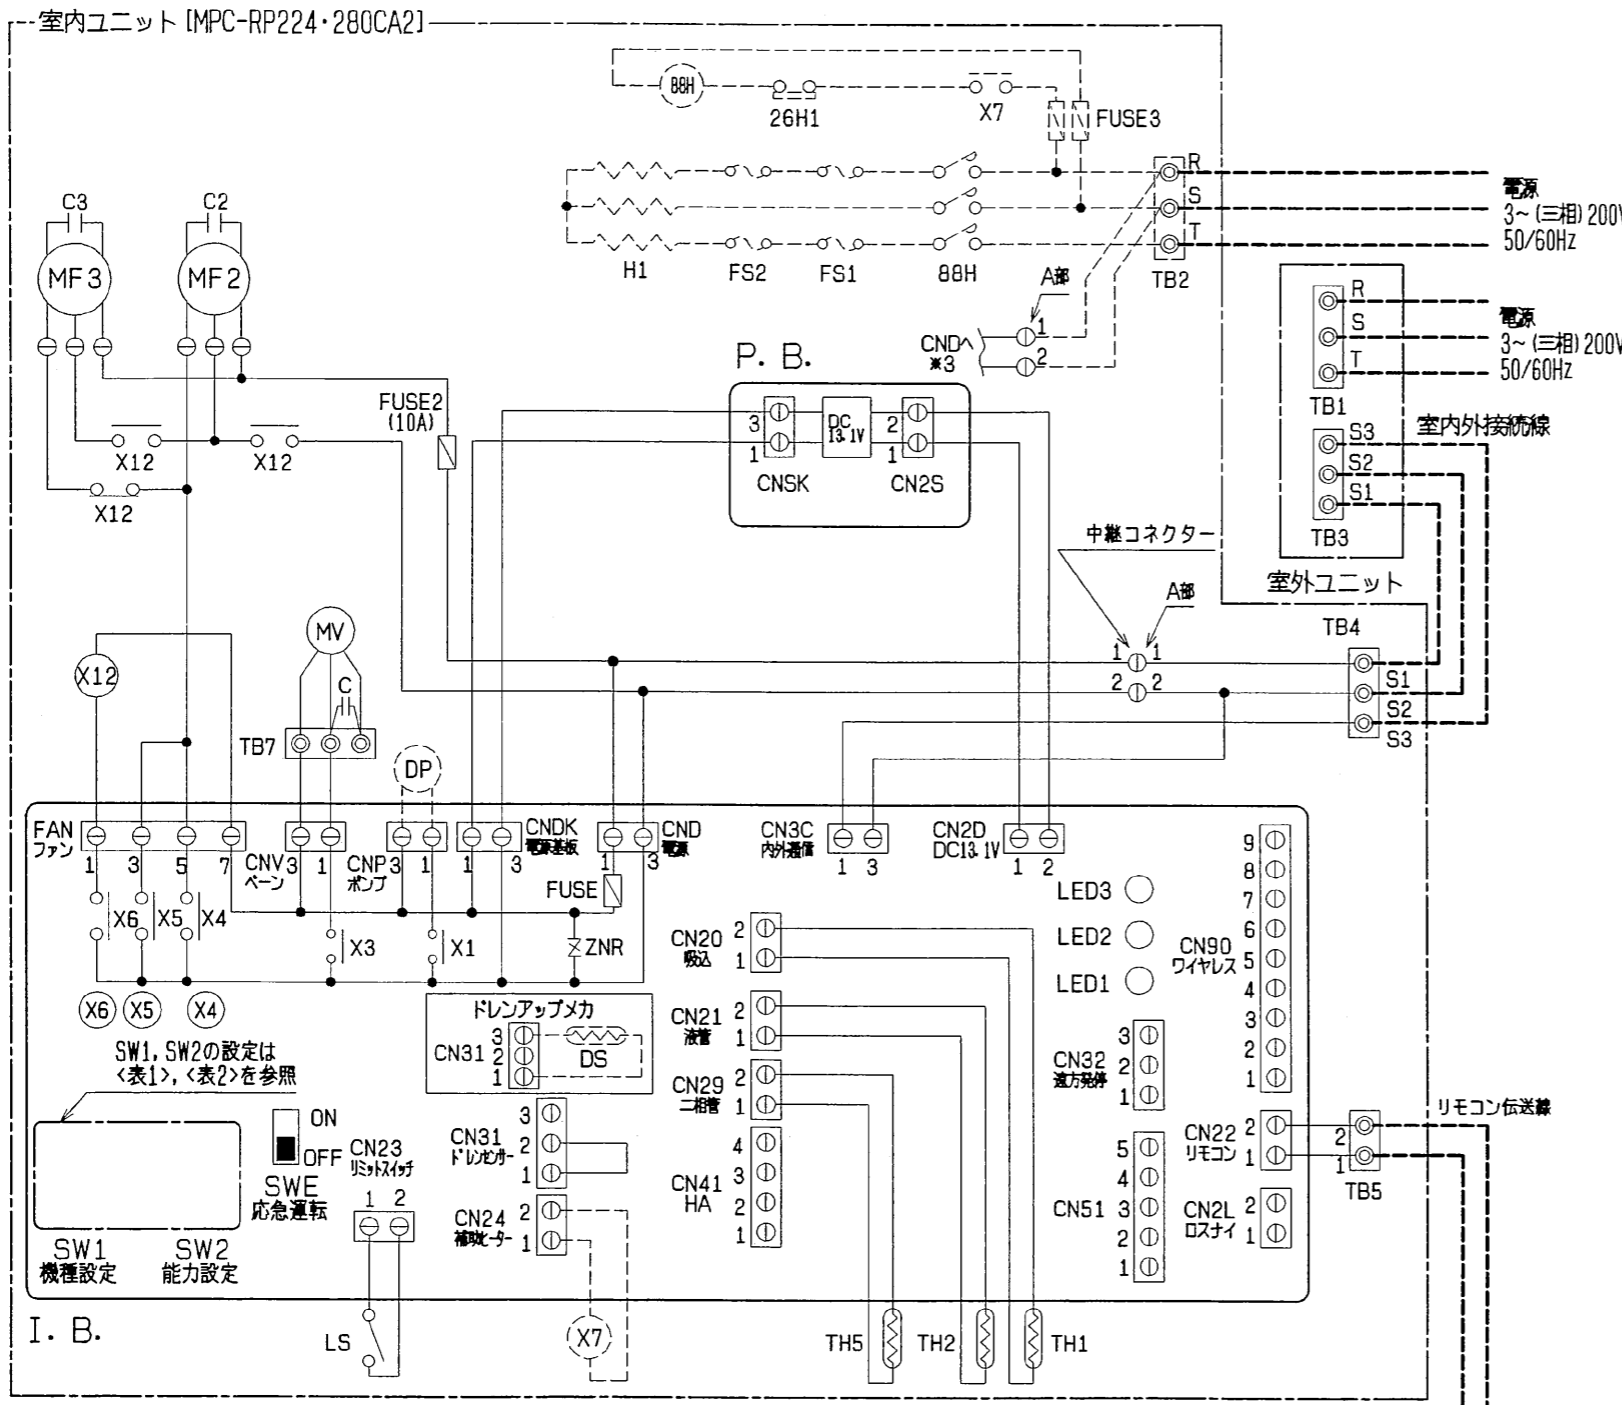 室内ユニット [MPC-RP224・280CA2]
88H
26H1
X7
FUSE3
H1
FS2
FS1
88H
R
S
T
TB2
電源
3~(三相)200V
50/60Hz
A部
CNDへ
※3
1
2
R
S
T
TB1
電源
3~(三相)200V
50/60Hz
S3
S2
S1
TB3
室内外接続線
室外ユニット
C3
MF3
C2
MF2
X12
X12
X12
FUSE2
(10A)
P. B.
3
1
CNSK
DC
13.1V
2
1
CN2S
中継コネクター
A部
1 1
2 2
TB4
S1
S2
S3
X12
MV
C
TB7
DP
FAN
ファン
1 3 5 7
CNV
ベーン
3 1
CNP
ポンプ
3 1
CNDK
電源基板
1 3
CND
電源
1 3
CN3C
内外通信
1 3
CN2D
DC13.1V
1 2
X6
X5
X4
X3
X1
FUSE
ZNR
X6
X5
X4
SW1,SW2の設定は
<表1>,<表2>を参照
SW1
機種設定
SW2
能力設定
ON
OFF
SWE
応急運転
CN23
リミットスイッチ
1 2
LS
ドレンアップメカ
CN31
3
2
1
DS
CN31
ドレンセンサー
3
2
1
CN24
補助ヒーター
2
1
X7
CN20
吸込
2
1
CN21
液管
2
1
CN29
二相管
2
1
CN41
HA
4
3
2
1
TH5
TH2
TH1
LED3
LED2
LED1
CN90
ワイヤレス
9
8
7
6
5
4
3
2
1
CN32
遠方発停
3
2
1
CN51
5
4
3
2
1
CN22
リモコン
2
1
CN2L
ロスナイ
2
1
2
1
TB5
リモコン伝送線
I. B.